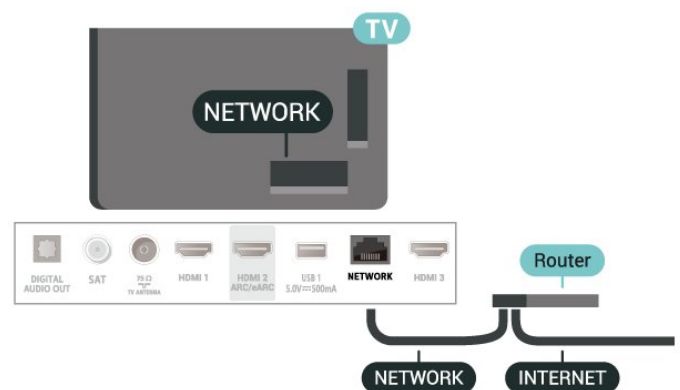 TV
NETWORK
DIGITAL
AUDIO OUT
SAT
75 Ω
TV ANTENNA
HDMI 1
HDMI 2
ARC/eARC
USB 1
5.0V⎓500mA
NETWORK
HDMI 3
Router
NETWORK
INTERNET